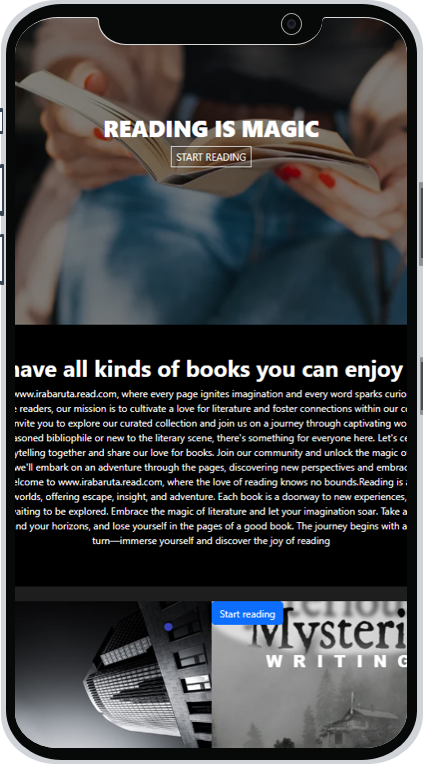 READING IS MAGIC
START READING
have all kinds of books you can enjoy
www.irabaruta.read.com, where every page ignites imagination and every word sparks curio
readers, our mission is to cultivate a love for literature and foster connections within our
nvite you to explore our curated collection and join us on a journey through captivating wo
asoned bibliophile or new to the literary scene, there's something for everyone here. Let's ce
ytelling together and share our love for books. Join our community and unlock the magic o
we'll embark on an adventure through the pages, discovering new perspectives and embrac
elcome to www.irabaruta.read.com, where the love of reading knows no bounds.Reading is
worlds, offering escape, insight, and adventure. Each book is a doorway to new experiences,
vaiting to be explored. Embrace the magic of literature and let your imagination soar. Take a
nd your horizons, and lose yourself in the pages of a good book. The journey begins with a
turn—immerse yourself and discover the joy of reading
Start reading
Mysteri
WRITING